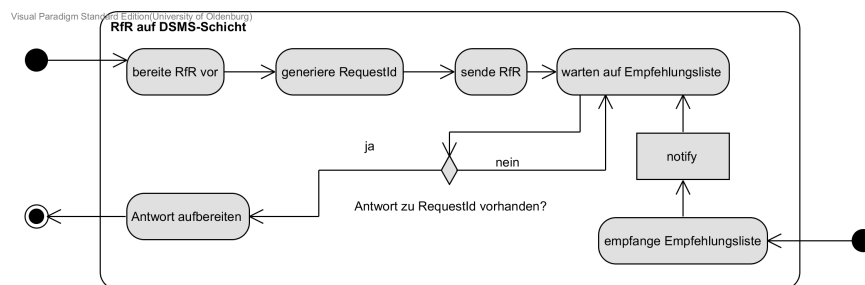 Visual Paradigm Standard Edition(University of Oldenburg)
RfR auf DSMS-Schicht
bereite RfR vor
generiere RequestId
sende RfR
warten auf Empfehlungsliste
ja
nein
notify
Antwort aufbereiten
Antwort zu RequestId vorhanden?
empfange Empfehlungsliste